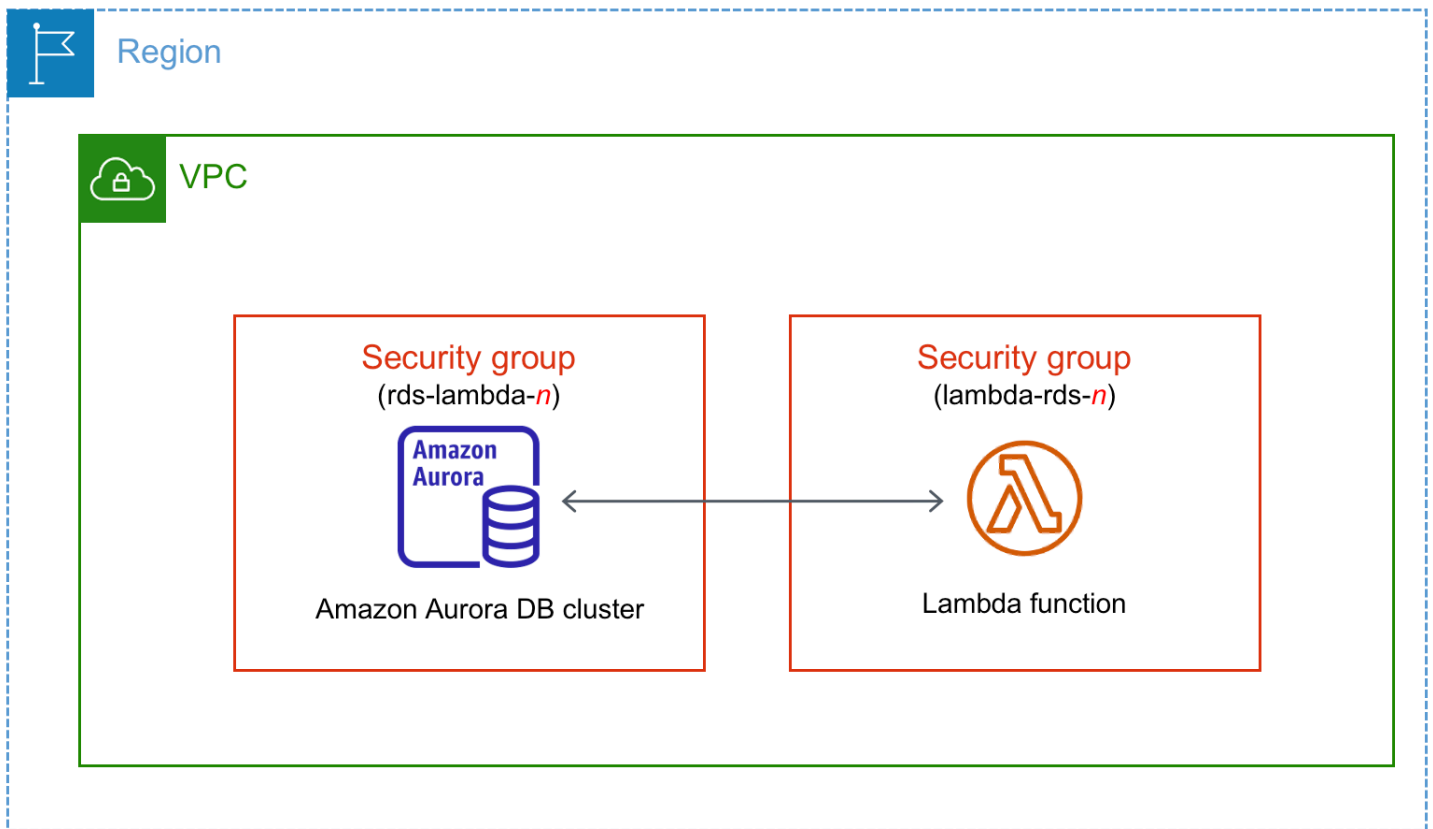 Region
VPC
Security group
(rds-lambda-n)
Amazon
Aurora
Amazon Aurora DB cluster
Security group
(lambda-rds-n)
Lambda function